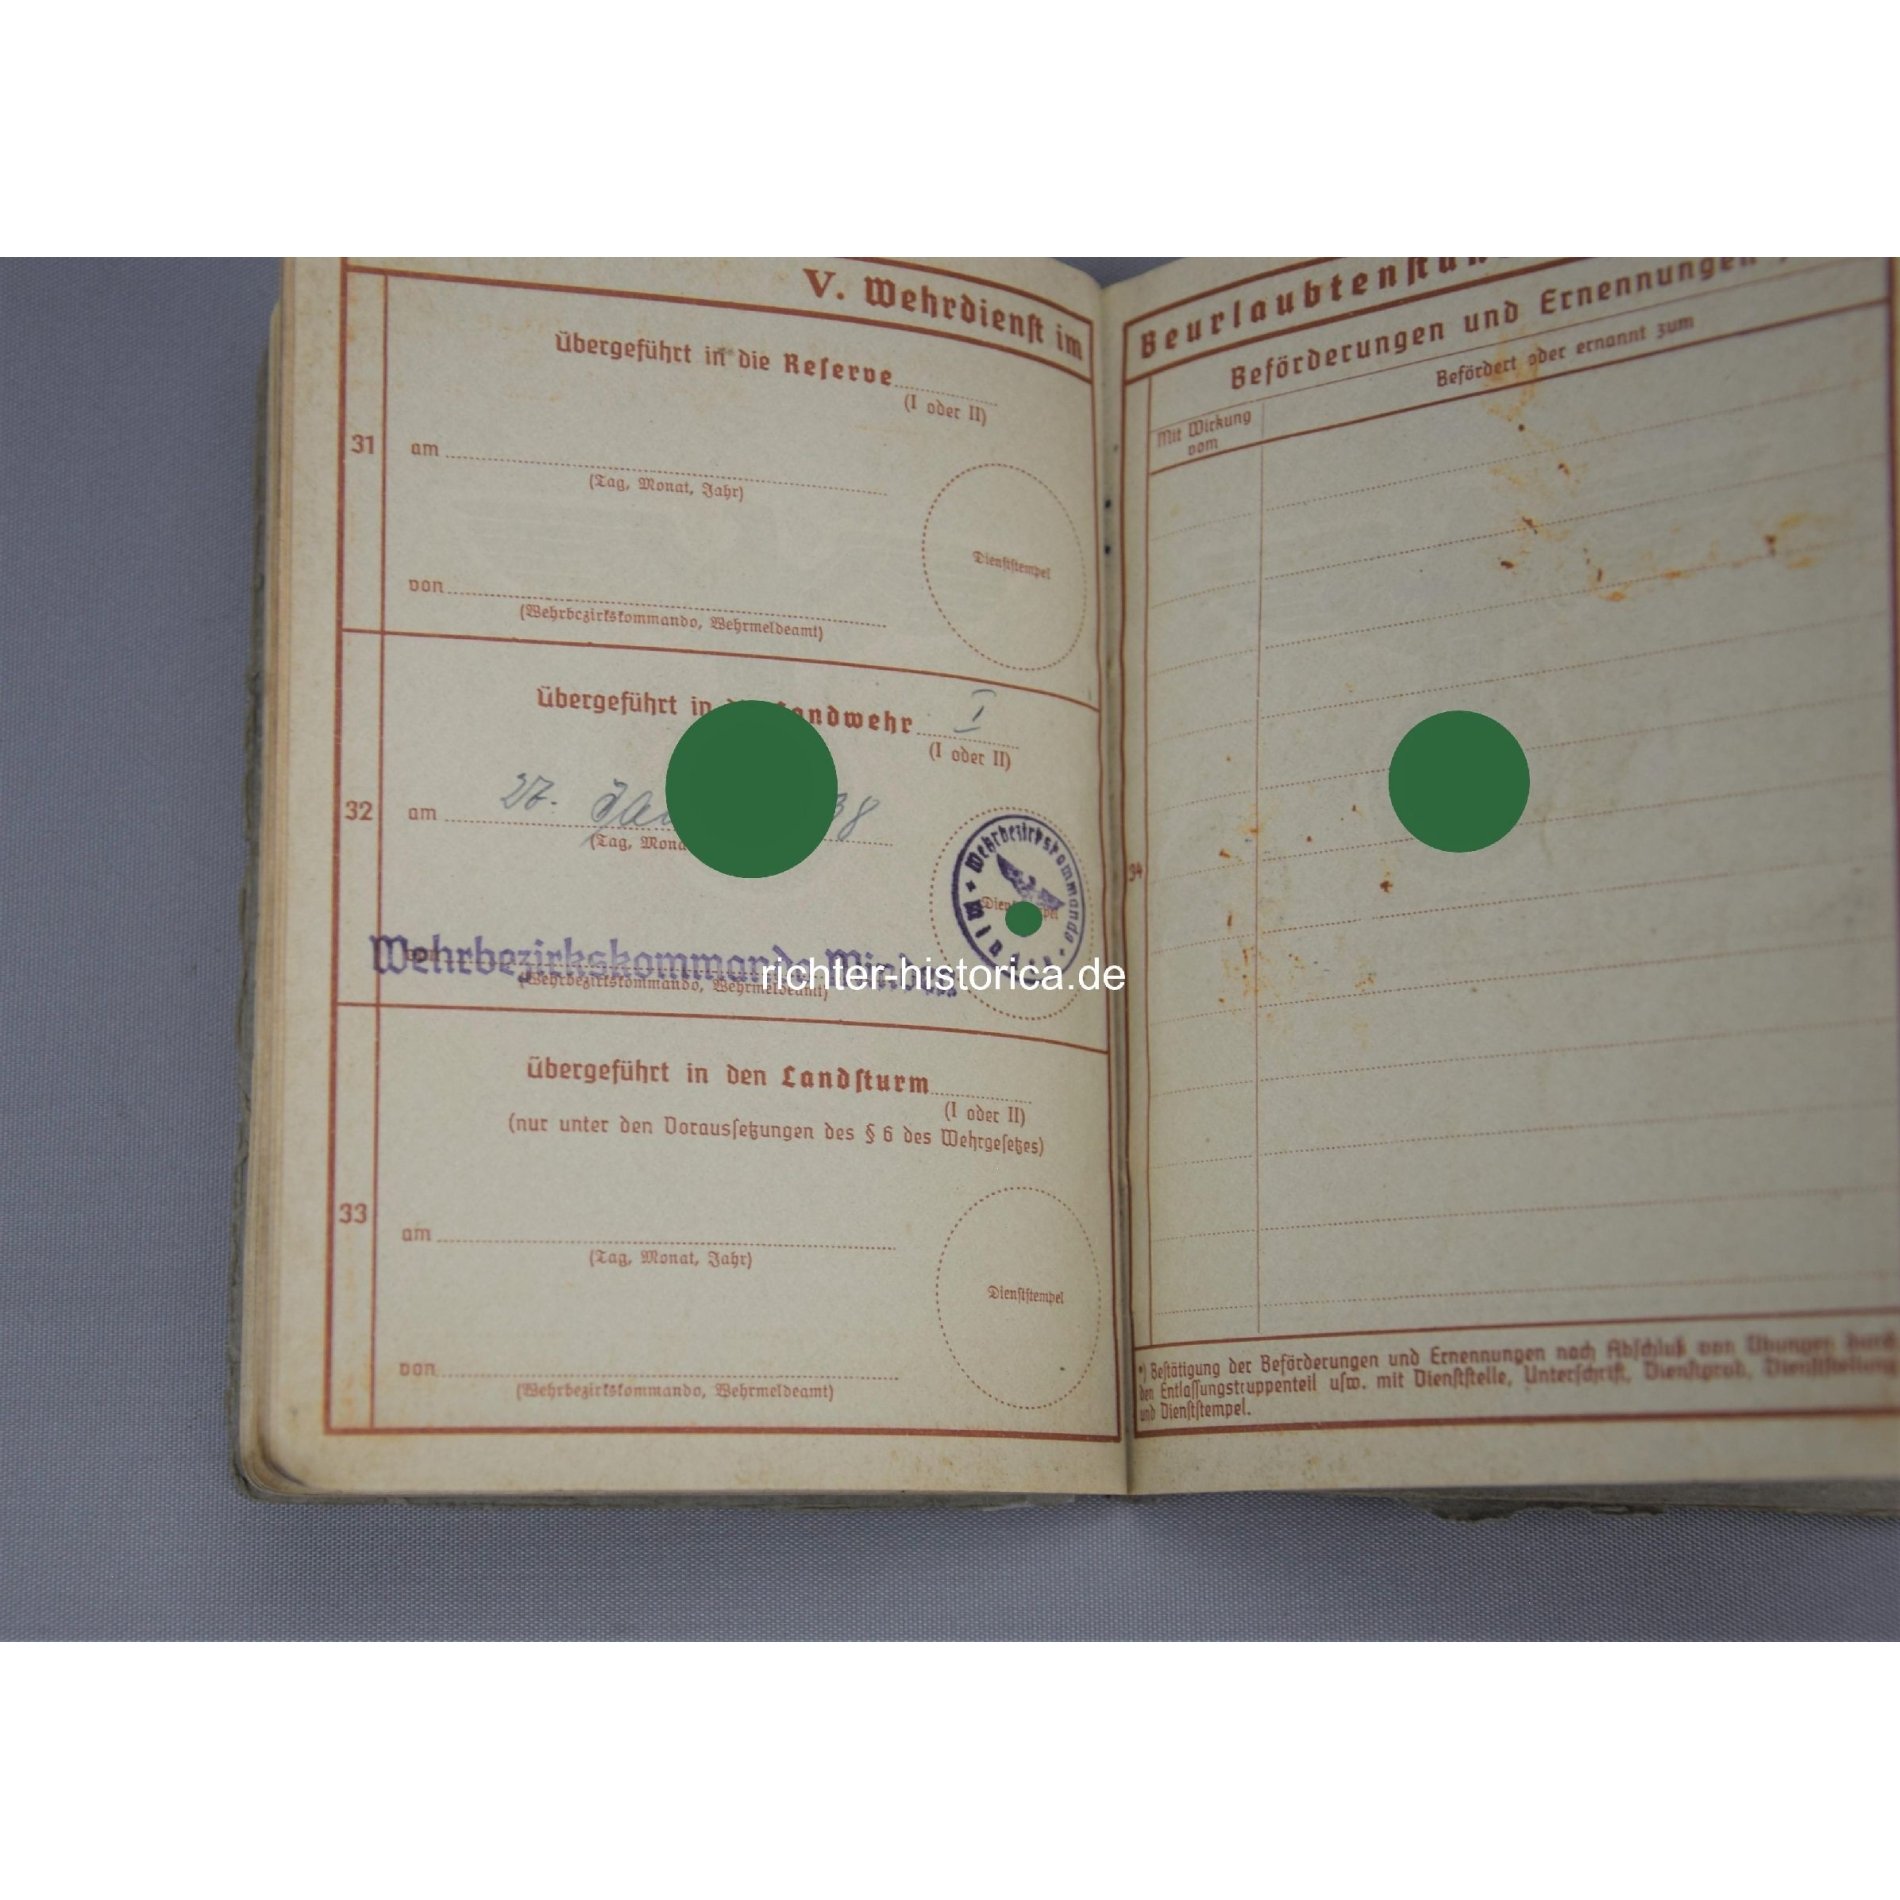 V. Wehrdienst im
übergeführt in die Reserve
(I oder II)
31
am
(Tag, Monat, Jahr)
Dienststempel
von
(Wehrbezirkskommando, Wehrmeldeamt)
übergeführt in Landwehr I
(I oder II)
32
am 27. 38
(Tag,
Wehrbezirkskommando
Wehrbezirkskommando
(Wehrbezirkskommando, Wehrmeldeamt)
richter-historica.de
übergeführt in den Landsturm
(I oder II)
(nur unter den Voraussetzungen des § 6 des Wehrgesetzes)
33
am
(Tag, Monat, Jahr)
Dienststempel
von
(Wehrbezirkskommando, Wehrmeldeamt)
Beförderungen und Ernennungen
Befördert oder ernannt zum
Mit Wirkung
vom
34
*) Bestätigung der Beförderungen und Ernennungen nach Abschluß von Übungen durch
den Entlassungstruppenteil usw. mit Dienststelle, Unterschrift, Dienstgrad, Dienststellung
und Dienststempel.